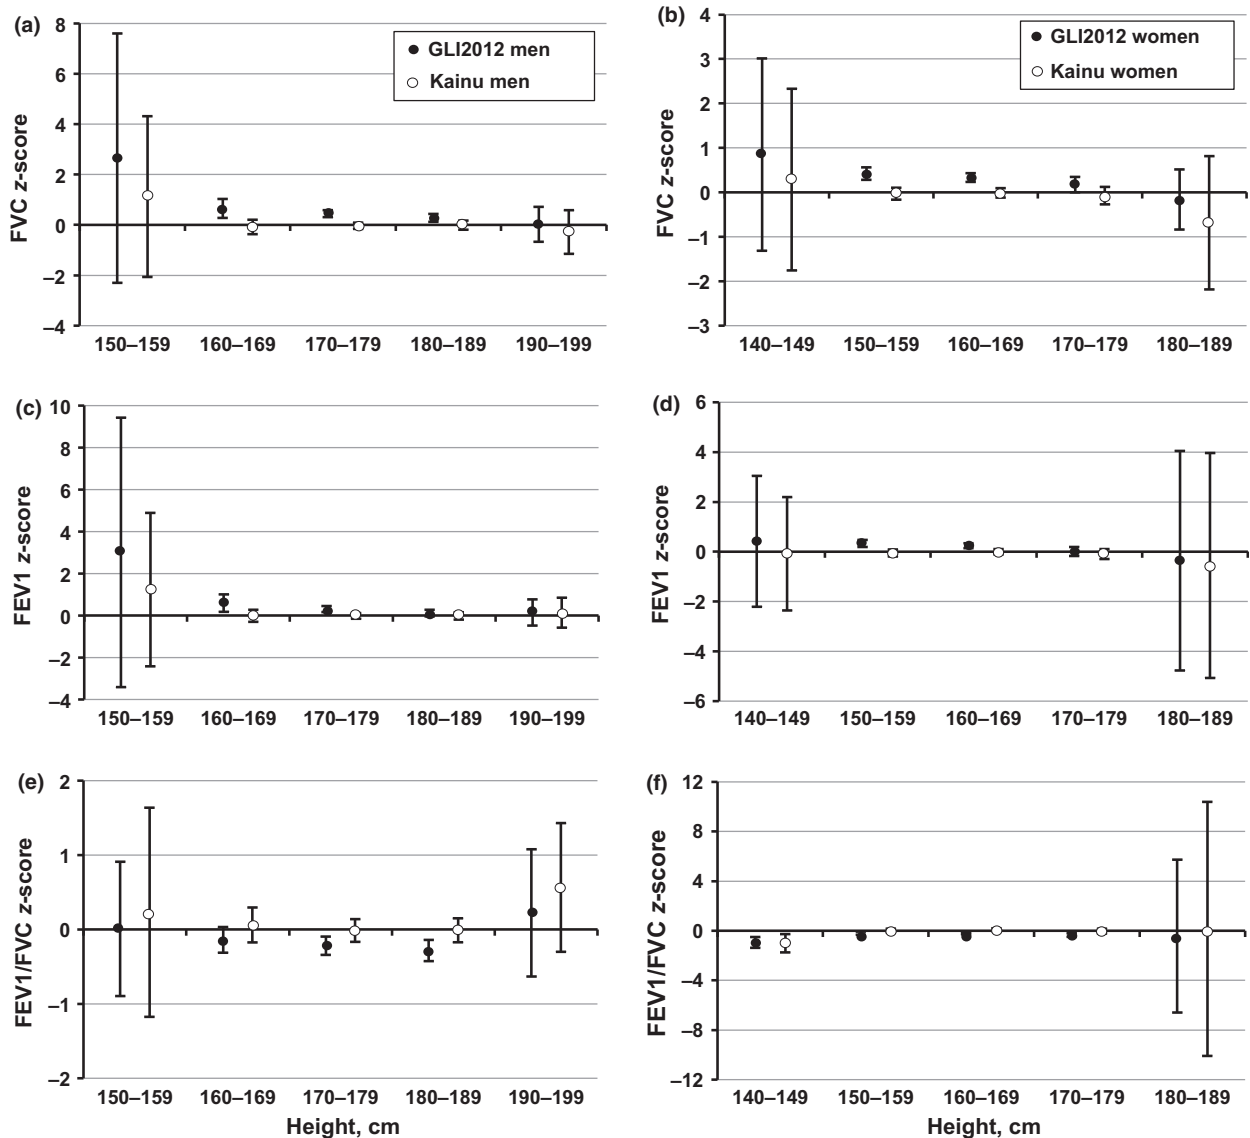 (a)
FVC z-score
8
6
4
2
0
–2
–4
GLI2012 men
Kainu men
150–159 160–169 170–179 180–189 190–199
(b)
FVC z-score
4
3
2
1
0
–1
–2
–3
GLI2012 women
Kainu women
140–149 150–159 160–169 170–179 180–189
(c)
FEV1 z-score
10
8
6
4
2
0
–2
–4
150–159 160–169 170–179 180–189 190–199
(d)
FEV1 z-score
6
4
2
0
–2
–4
–6
140–149 150–159 160–169 170–179 180–189
(e)
FEV1/FVC z-score
2
1
0
–1
–2
150–159 160–169 170–179 180–189 190–199
Height, cm
(f)
FEV1/FVC z-score
12
8
4
0
–4
–8
–12
140–149 150–159 160–169 170–179 180–189
Height, cm